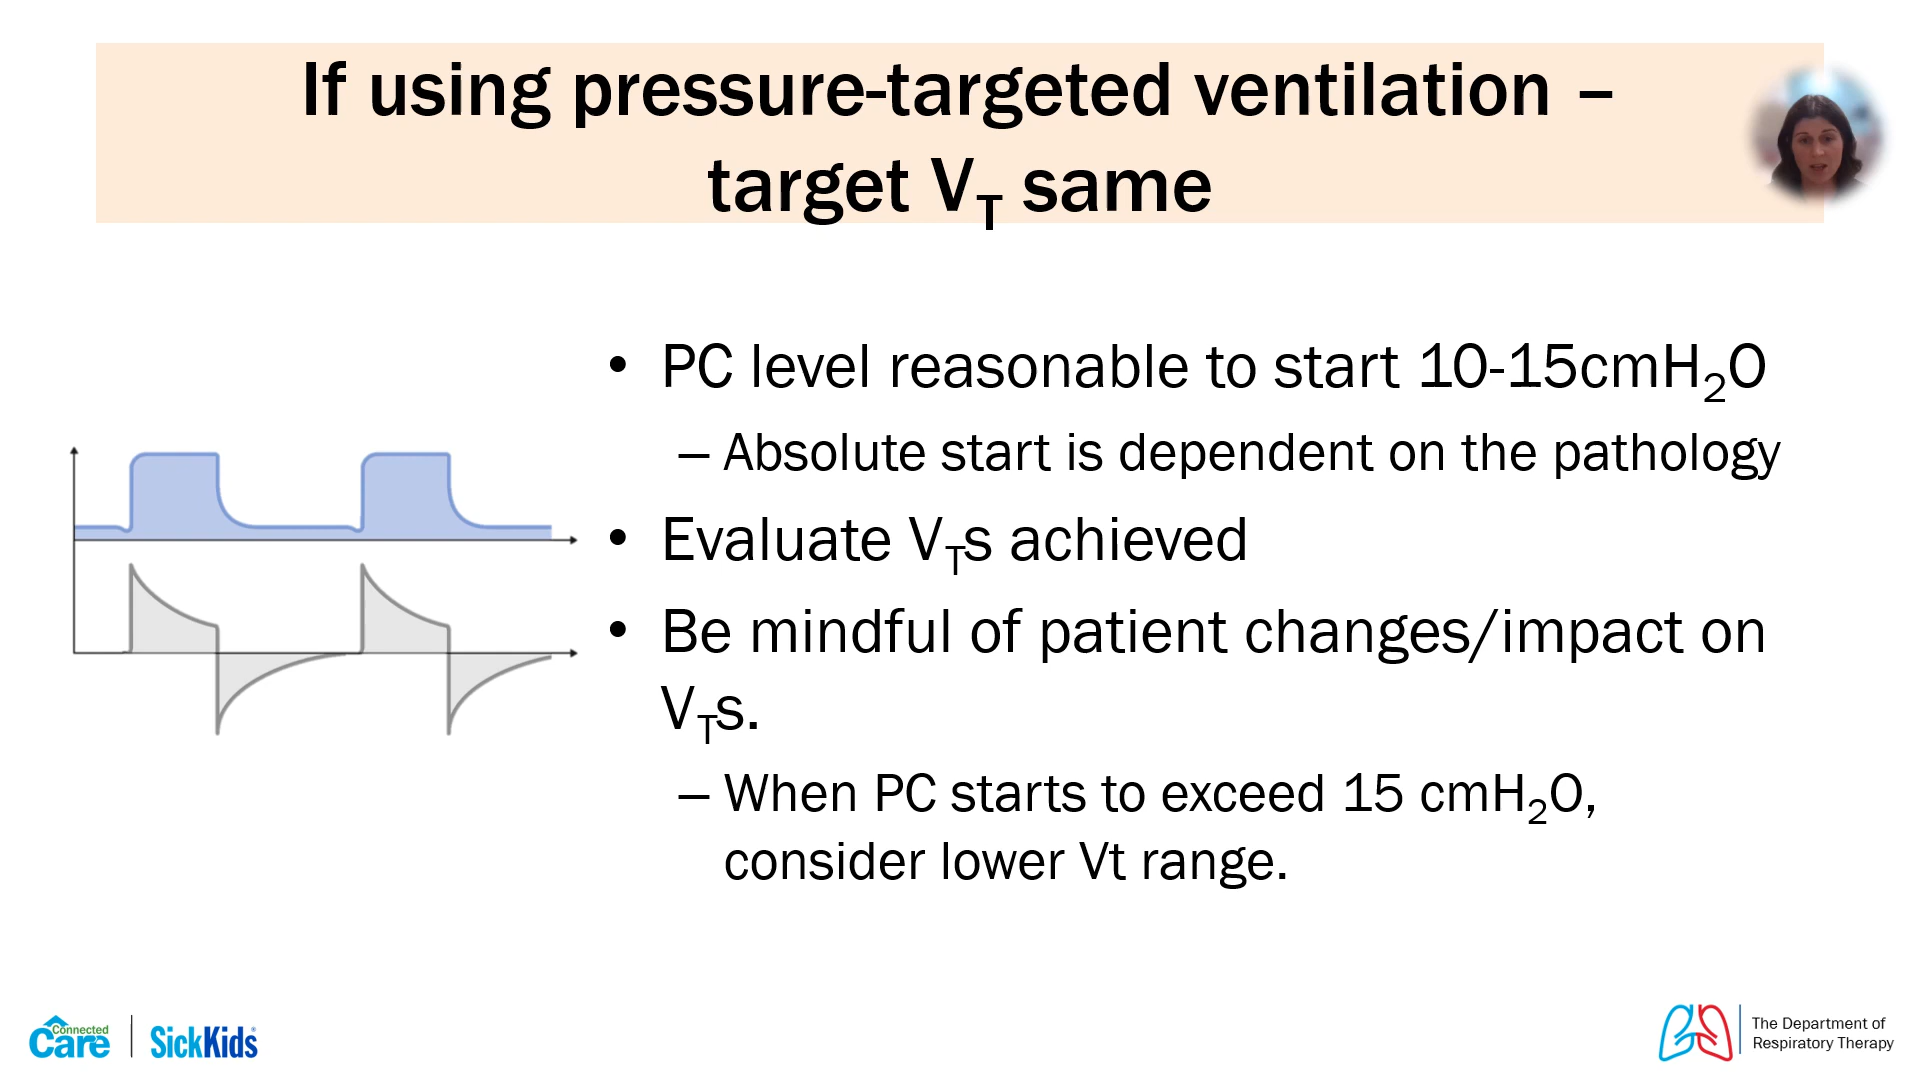 If using pressure-targeted ventilation –
target VT same
• PC level reasonable to start 10-15cmH2O
– Absolute start is dependent on the pathology
• Evaluate VTs achieved
• Be mindful of patient changes/impact on
VTs.
– When PC starts to exceed 15 cmH2O,
consider lower Vt range.
Connected
Care
SickKids®
The Department of
Respiratory Therapy